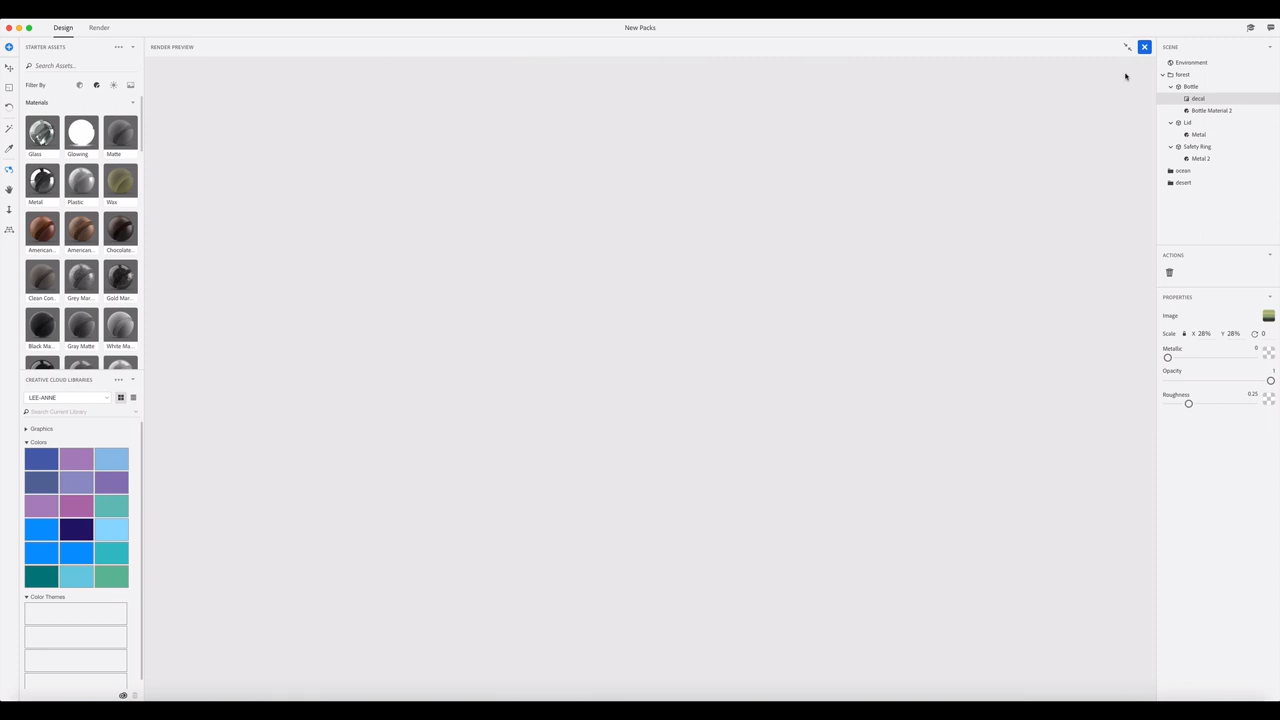 New Packs
Design
Render
STARTER ASSETS
Search Assets..
Filter By
Materials
Glass
Glowing
Matte
Metal
Plastic
Wax
American...
American...
Chocolate...
Clean Con..
Grey Mar...
Gold Mar...
Black Ma...
Gray Matte
White Ma...
CREATIVE CLOUD LIBRARIES
LEE-ANNE
Search Current Library
Graphics
Colors
Color Themes
RENDER PREVIEW
SCENE
Environment
forest
Bottle
decal
Bottle Material 2
Lid
Metal
Safety Ring
Metal 2
ocean
desert
ACTIONS
PROPERTIES
Image
Scale X 28% Y 28% 0
Metallic 0
Opacity 1
Roughness 0.25